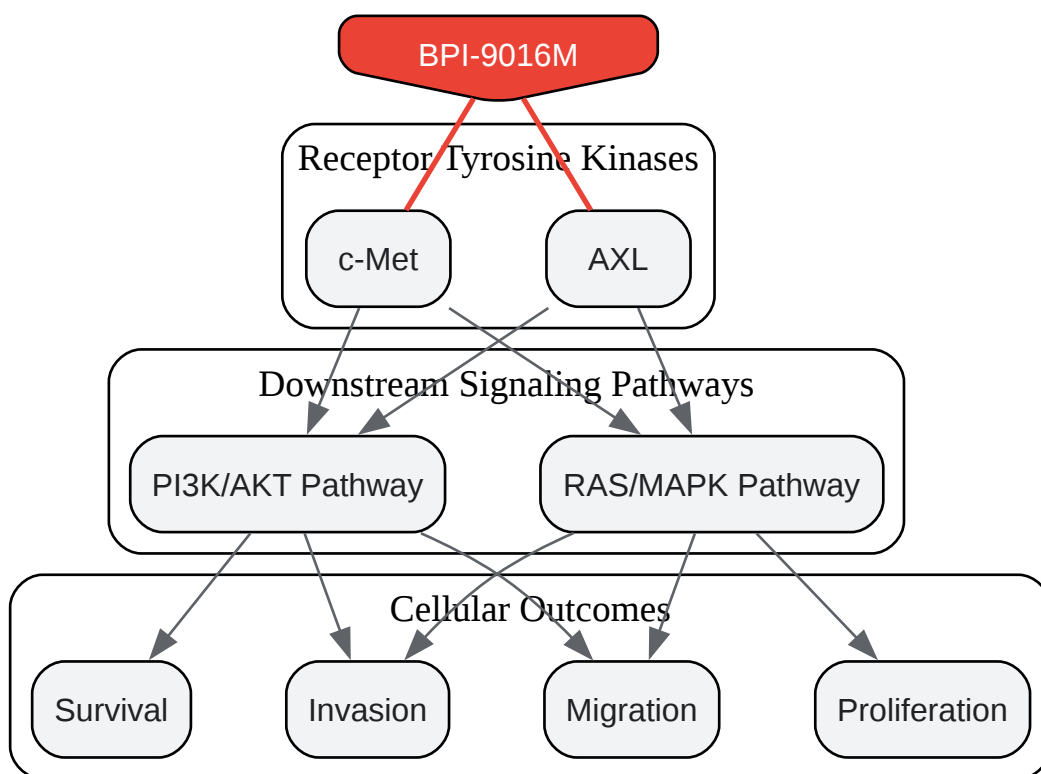 BPI-9016M
Receptor Tyrosine Kinases
c-Met
AXL
Downstream Signaling Pathways
PI3K/AKT Pathway
RAS/MAPK Pathway
Cellular Outcomes
Survival
Invasion
Migration
Proliferation